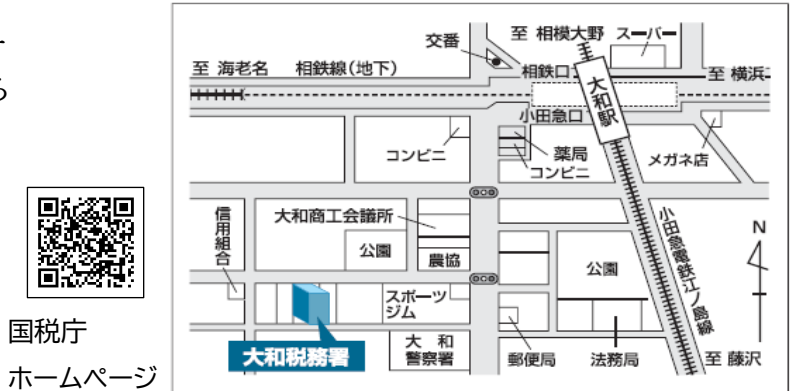 ら
国税庁
ホームページ
交番
至 相模大野
スーパー
至 海老名
相鉄線(地下)
相鉄口
至 横浜
大和駅
小田急口
コンビニ
薬局
コンビニ
メガネ店
信用組合
大和商工会議所
公園
農協
公園
小田急電鉄江ノ島線
N
スポーツ
ジム
大和税務署
大 和
警察署
郵便局
法務局
至 藤沢